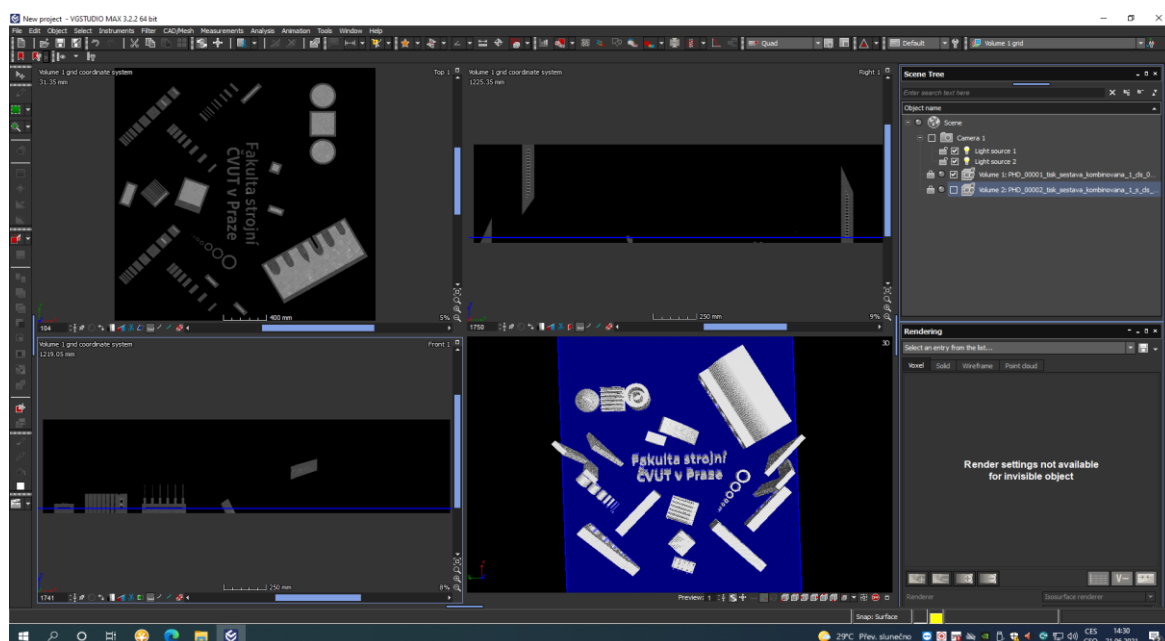 New project - VGSTUDIO MAX 3.2.2 64 bit
File Edit Object Select Instruments Filter CAD/Mesh Measurements Analysis Animation Tools Window Help
Quad
Default
Volume 1 grid
Volume 1 grid coordinate system
31.35 mm
Top 1
Fakulta strojní
ČVUT v Praze
400 mm
104
5%
Volume 1 grid coordinate system
1225.35 mm
Right 1
250 mm
1750
9%
Volume 1 grid coordinate system
1219.05 mm
Front 1
250 mm
1741
8%
3D
Fakulta strojní
ČVUT v Praze
Preview: 1
Scene Tree
Enter search text here
Object name
Scene
Camera 1
Light source 1
Light source 2
Volume 1: PHD_00001_tisk_sestava_kombinovana_1_ds_0...
Volume 2: PHD_00002_tisk_sestava_kombinovana_1_s_ds_...
Rendering
Select an entry from the list...
Voxel Solid Wireframe Point cloud
Render settings not available
for invisible object
Renderer
Isosurface renderer
Snap: Surface
29°C Přev. slunečno
CES
14:30
21.06.2021